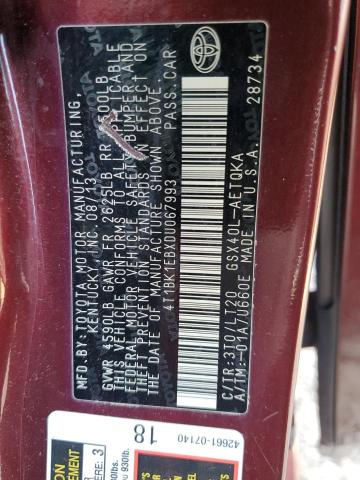 MFD.BY:TOYOTA MOTOR MANUFACTURING,
KENTUCKY, INC. 08/13
GVWR 4590LB GAWR FR 2625LB RR 2500LB
THIS VEHICLE CONFORMS TO ALL APPLICABLE
FEDERAL MOTOR VEHICLE SAFETY, BUMPER, AND
THEFT PREVENTION STANDARDS IN EFFECT ON
THE DATE OF MANUFACTURE SHOWN ABOVE.
4T1BK1EBXDU067993 PASS.CAR
C/TR:3T0/LT20 GSX40L-AETQKA
A/TM:-01A/U660E MADE IN U.S.A. 28734
42661-07140
18